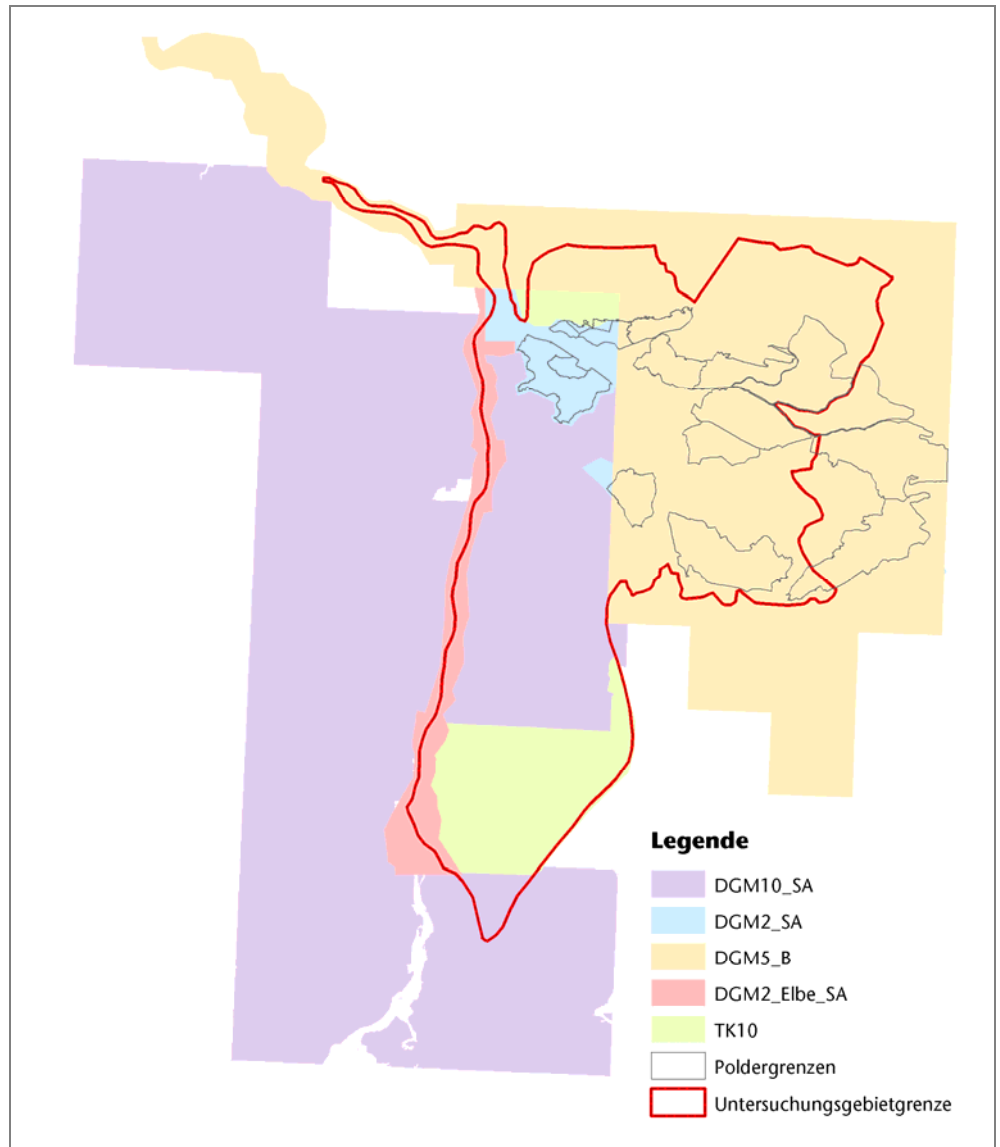 Legende
DGM10_SA
DGM2_SA
DGM5_B
DGM2_Elbe_SA
TK10
Poldergrenzen
Untersuchungsgebietgrenze